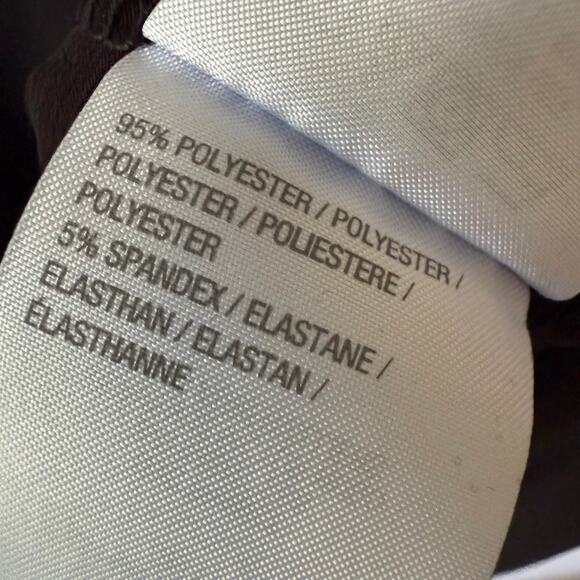 95% POLYESTER / POLYESTER /
POLYESTER / POLIESTERE /
POLYESTER
5% SPANDEX / ELASTANE /
ELASTHAN / ELASTAN /
ÉLASTHANNE